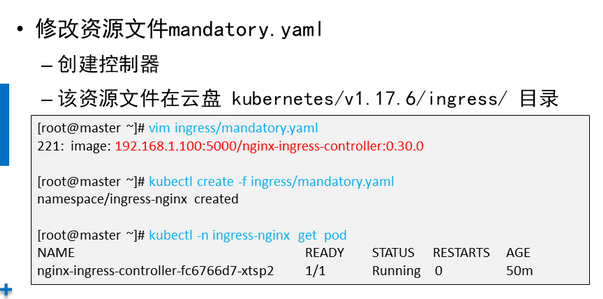 • 修改资源文件mandatory.yaml
– 创建控制器
– 该资源文件在云盘 kubernetes/v1.17.6/ingress/ 目录
[root@master ~]# vim ingress/mandatory.yaml
221: image: 192.168.1.100:5000/nginx-ingress-controller:0.30.0
[root@master ~]# kubectl create -f ingress/mandatory.yaml
namespace/ingress-nginx created
[root@master ~]# kubectl -n ingress-nginx get pod
NAME READY STATUS RESTARTS AGE
nginx-ingress-controller-fc6766d7-xtsp2 1/1 Running 0 50m